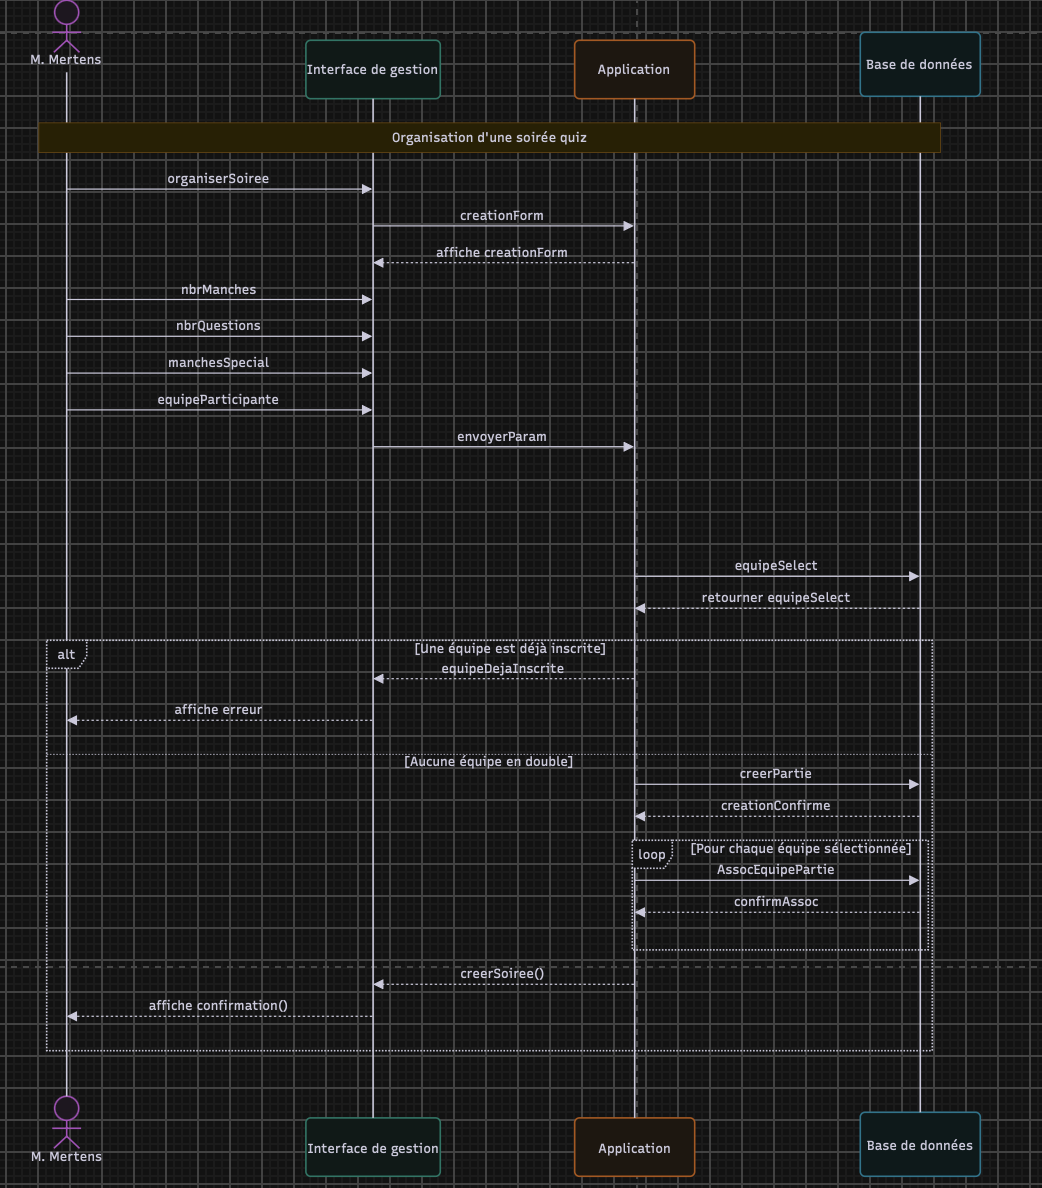 M. Mertens
Interface de gestion
Application
Base de données
Organisation d'une soirée quiz
organiserSoiree
creationForm
affiche creationForm
nbrManches
nbrQuestions
manchesSpecial
equipeParticipante
envoyerParam
equipeSelect
retourner equipeSelect
alt
[Une équipe est déjà inscrite]
equipeDejaInscrite
affiche erreur
[Aucune équipe en double]
creerPartie
creationConfirme
loop
[Pour chaque équipe sélectionnée]
AssocEquipePartie
confirmAssoc
creerSoiree()
affiche confirmation()
M. Mertens
Interface de gestion
Application
Base de données